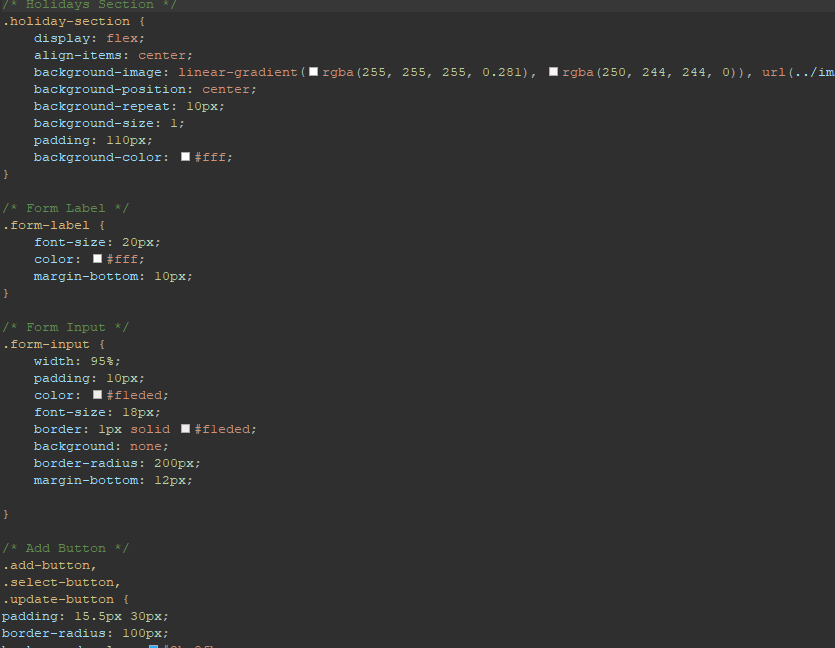 /* Holidays Section */
.holiday-section {
display: flex;
align-items: center;
background-image: linear-gradient(rgba(255, 255, 255, 0.281), rgba(250, 244, 244, 0)), url(../im
background-position: center;
background-repeat: 10px;
background-size: 1;
padding: 110px;
background-color: #fff;
}
/* Form Label */
.form-label {
font-size: 20px;
color: #fff;
margin-bottom: 10px;
}
/* Form Input */
.form-input {
width: 95%;
padding: 10px;
color: #f1eded;
font-size: 18px;
border: 1px solid #f1eded;
background: none;
border-radius: 200px;
margin-bottom: 12px;
}
/* Add Button */
.add-button,
.select-button,
.update-button {
padding: 15.5px 30px;
border-radius: 100px;